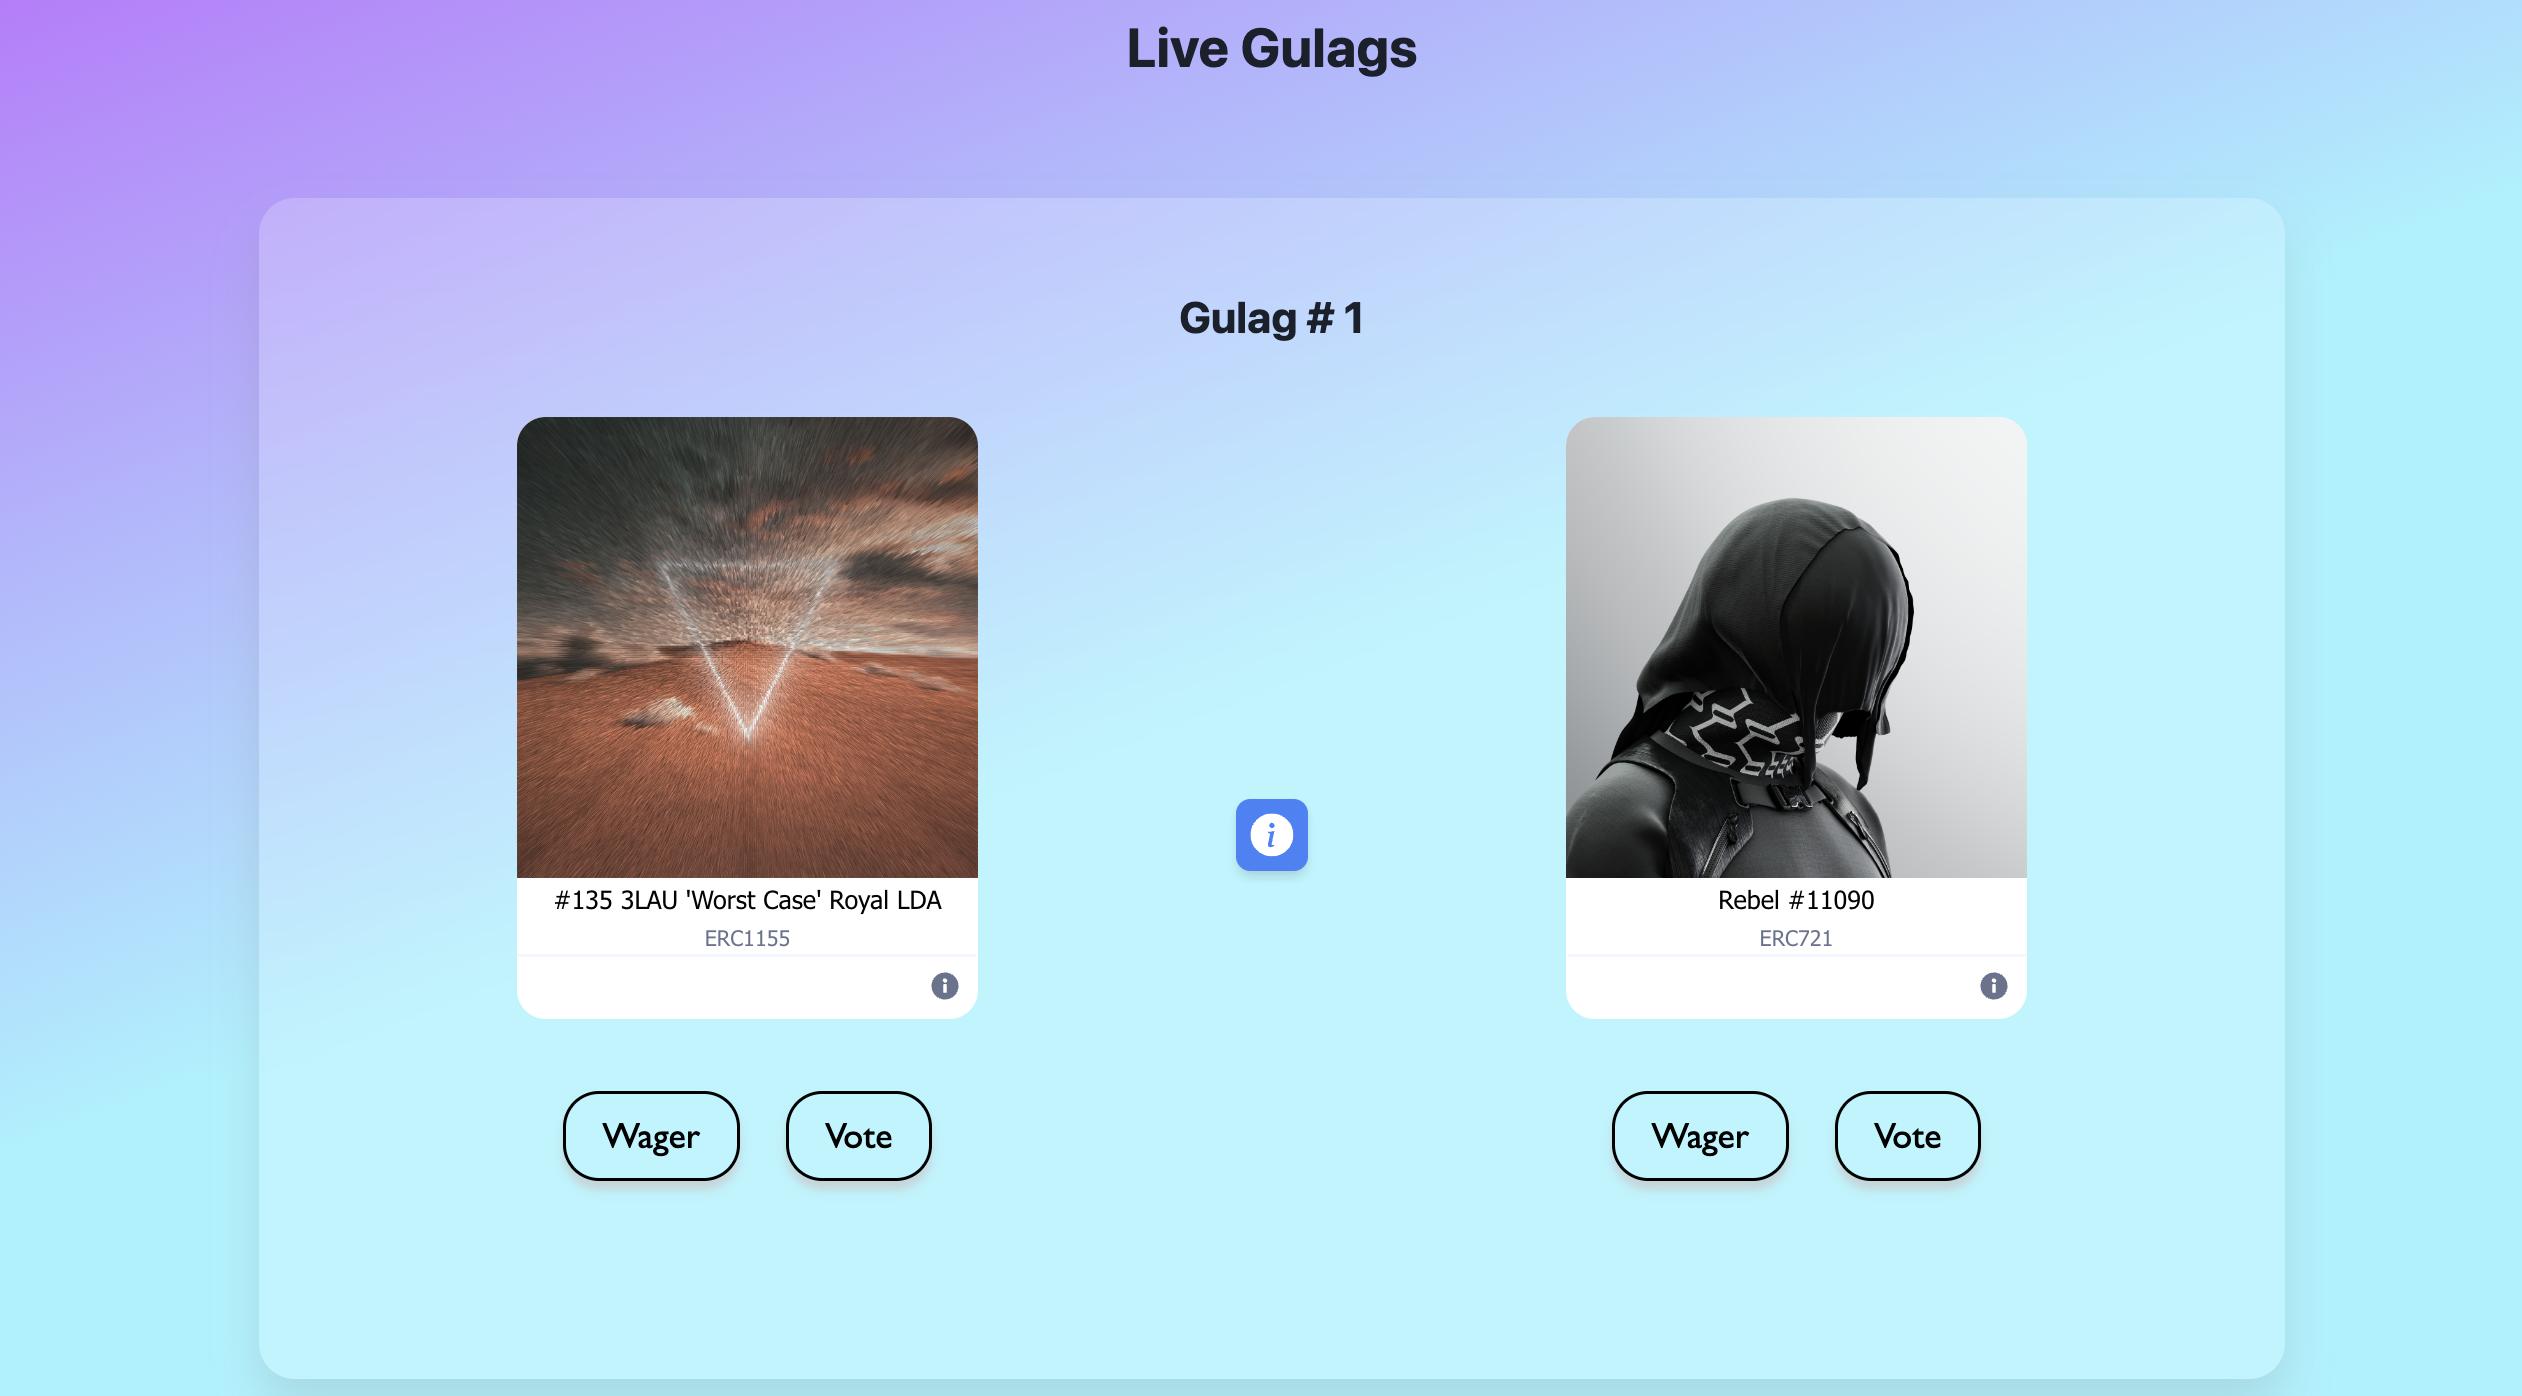 Live Gulags
Gulag # 1
#135 3LAU 'Worst Case' Royal LDA
ERC1155
Rebel #11090
ERC721
Wager
Vote
Wager
Vote